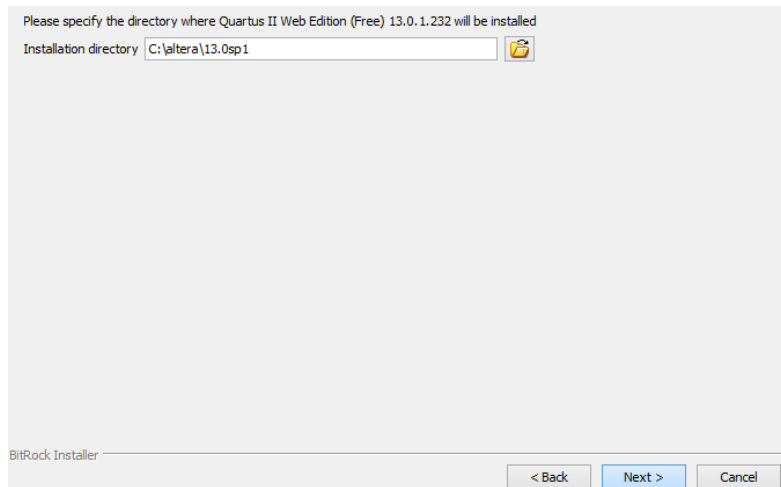 Please specify the directory where Quartus II Web Edition (Free) 13.0.1.232 will be installed
Installation directory C:\altera\13.0sp1
BitRock Installer
< Back Next > Cancel